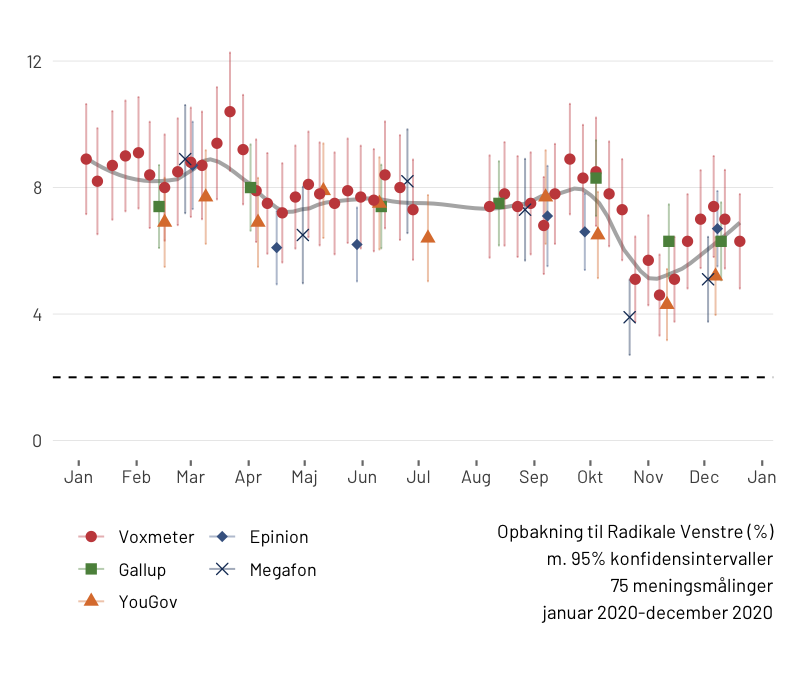 12
8
4
0
Jan Feb Mar Apr Maj Jun Jul Aug Sep Okt Nov Dec Jan
Voxmeter Epinion
Gallup Megafon
YouGov
Opbakning til Radikale Venstre (%)
m. 95% konfidensintervaller
75 meningsmålinger
januar 2020-december 2020